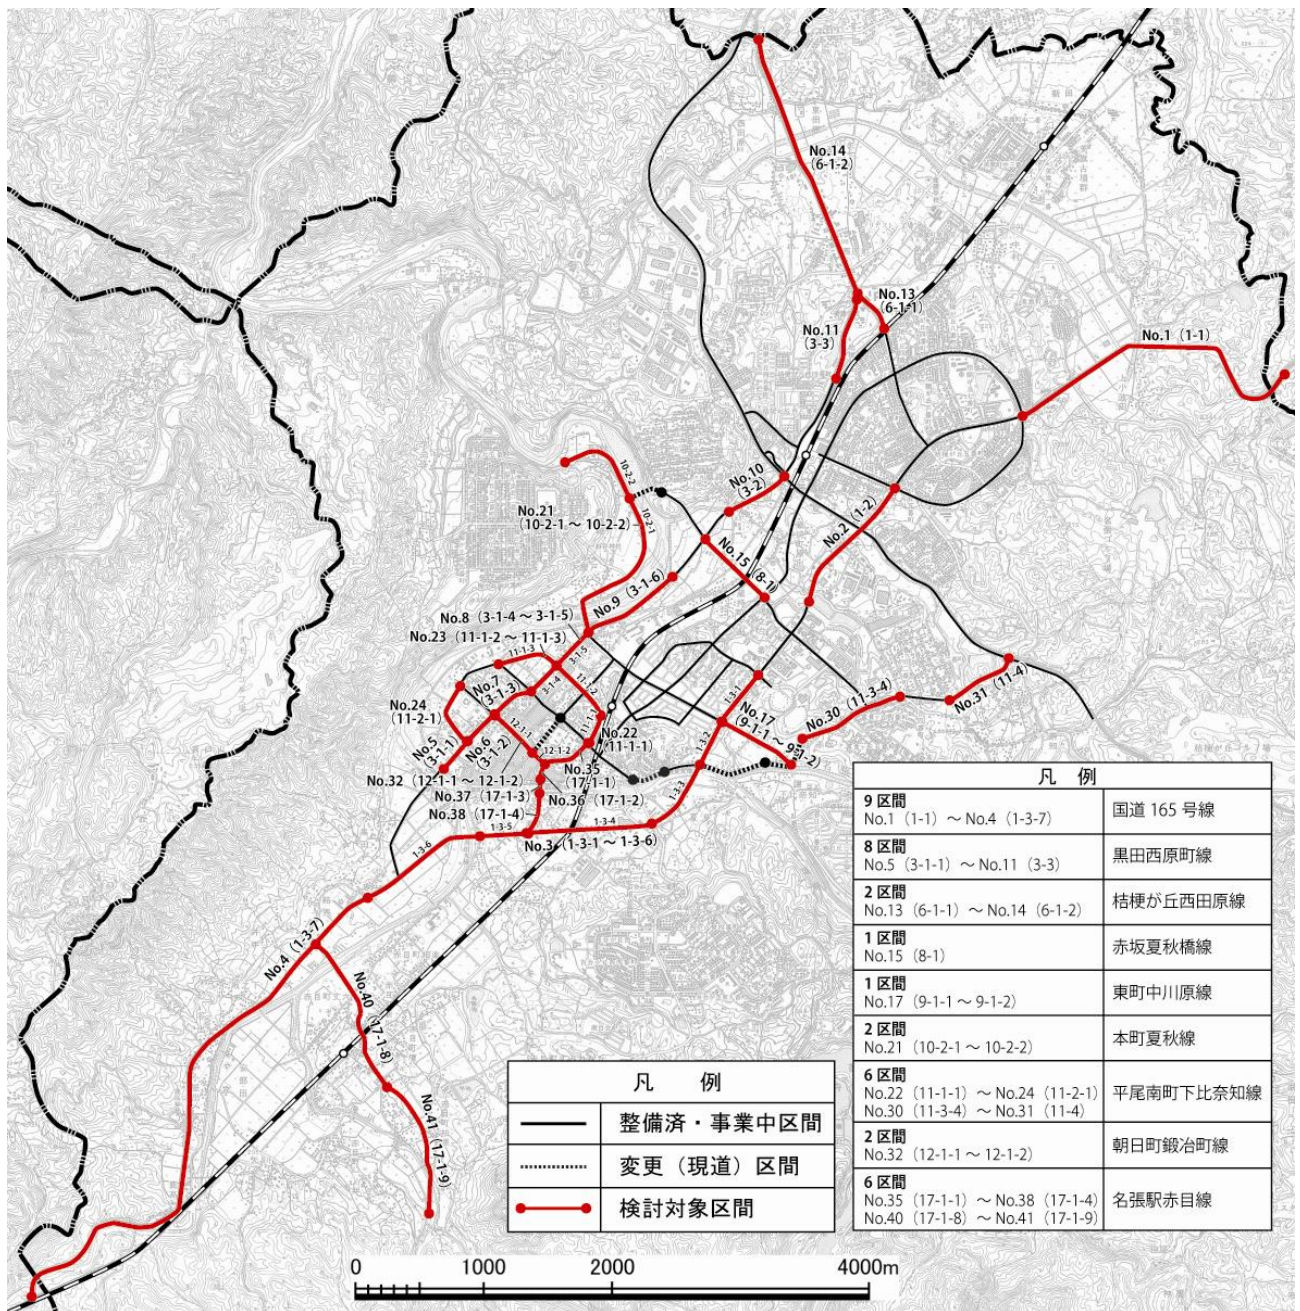 No.14
(6-1-2)
No.13
(6-1-1)
No.11
(3-3)
No.1（1-1）
No.10
(3-2)
No.2（1-2）
10-2-2
No.21
（10-2-1 ～ 10-2-2）
10-2-1
No.15（8-1）
No.9（3-1-6）
No.8（3-1-4 ～ 3-1-5）
No.23（11-1-2 ～ 11-1-3）
11-1-3
3-1-5
3-1-4
11-1-2
No.7
(3-1-3)
No.24
(11-2-1)
No.5
(3-1-1)
No.6
(3-1-2)
12-1-1
12-1-2
11-1-1
No.22
(11-1-1)
No.35
(17-1-1)
No.32（12-1-1 ～ 12-1-2）
No.37（17-1-3）
No.36（17-1-2）
No.38（17-1-4）
1-3-1
1-3-2
1-3-3
No.17
(9-1-1 ～ 9-1-2)
No.30（11-3-4）
No.31（11-4）
1-3-5
1-3-4
No.3（1-3-1 ～ 1-3-6）
1-3-6
No.4（1-3-7）
No.40（17-1-8）
No.41（17-1-9）
凡　例
9 区間
No.1（1-1）～ No.4（1-3-7）
国道 165 号線
8 区間
No.5（3-1-1）～ No.11（3-3）
黒田西原町線
2 区間
No.13（6-1-1）～ No.14（6-1-2）
桔梗が丘西田原線
1 区間
No.15（8-1）
赤坂夏秋橋線
1 区間
No.17（9-1-1 ～ 9-1-2）
東町中川原線
2 区間
No.21（10-2-1 ～ 10-2-2）
本町夏秋線
6 区間
No.22（11-1-1）～ No.24（11-2-1）
No.30（11-3-4）～ No.31（11-4）
平尾南町下比奈知線
2 区間
No.32（12-1-1 ～ 12-1-2）
朝日町鍛冶町線
6 区間
No.35（17-1-1）～ No.38（17-1-4）
No.40（17-1-8）～ No.41（17-1-9）
名張駅赤目線
凡　例
整備済・事業中区間
変更（現道）区間
検討対象区間
0 1000 2000 4000m